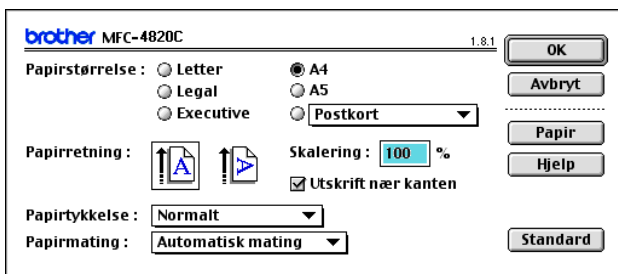 brother MFC-4820C
1.8.1
OK
Papirstørrelse : Letter A4
Avbryt
Legal A5
Executive Postkort
Papir
Papirretning : A A Skalering : 100 %
Hjelp
Utskrift nær kanten
Papirtykkelse : Normalt
Papirmating : Automatisk mating
Standard